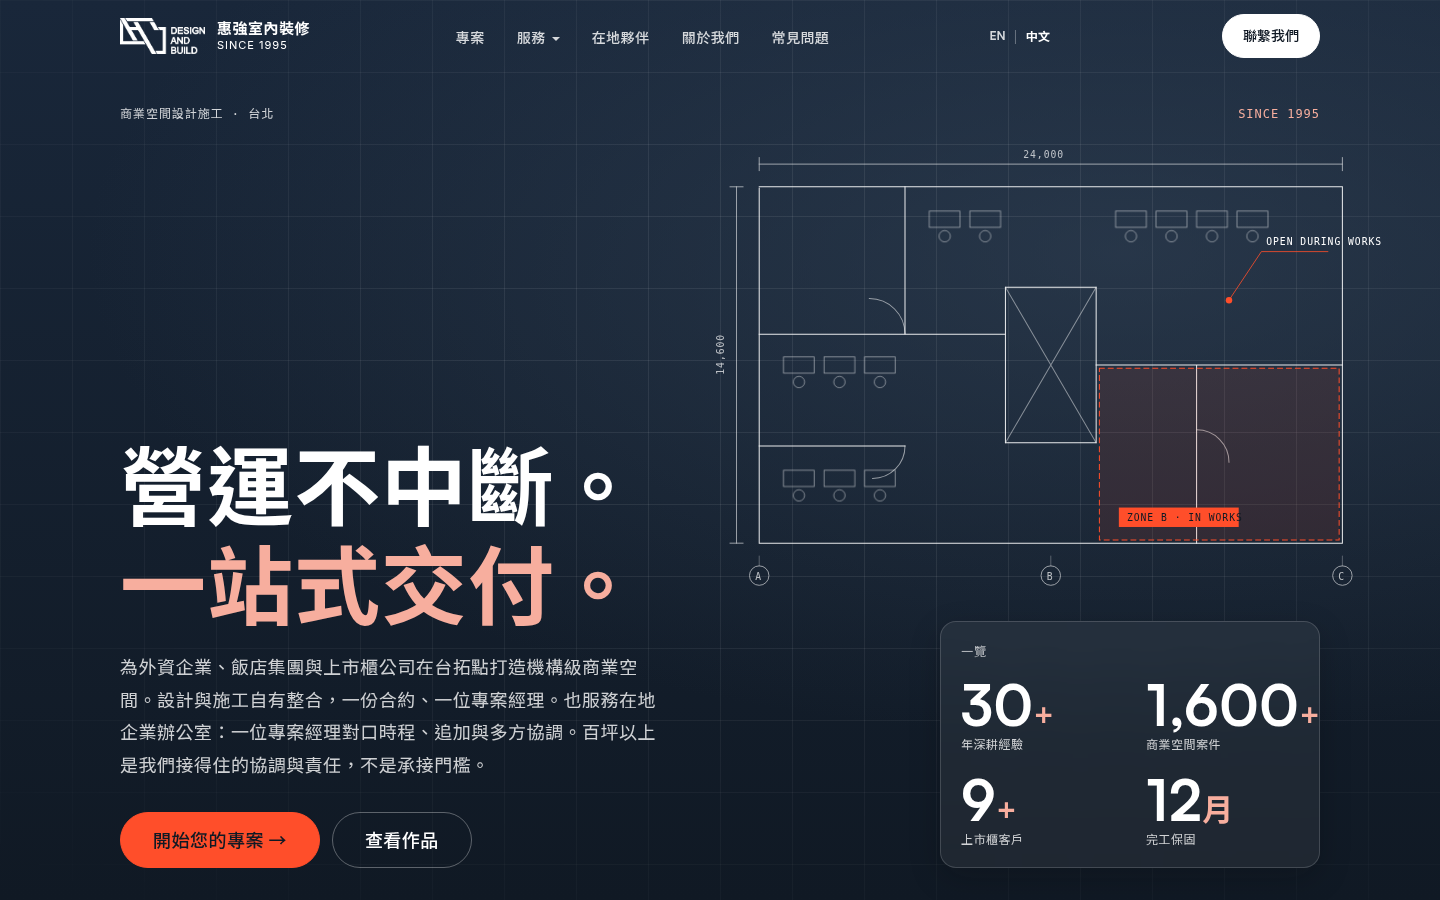 DESIGN
AND
BUILD
惠強室內裝修
SINCE 1995
專案
服務
在地夥伴
關於我們
常見問題
EN
中文
聯繫我們
商業空間設計施工 · 台北
SINCE 1995
24,000
14,600
OPEN DURING WORKS
ZONE B · IN WORKS
A
B
C
營運不中斷。
一站式交付。
為外資企業、飯店集團與上市櫃公司在台拓點打造機構級商業空
間。設計與施工自有整合，一份合約、一位專案經理。也服務在地
企業辦公室：一位專案經理對口時程、追加與多方協調。百坪以上
是我們接得住的協調與責任，不是承接門檻。
開始您的專案 →
查看作品
一覽
30+
年深耕經驗
1,600+
商業空間案件
9+
上市櫃客戶
12月
完工保固